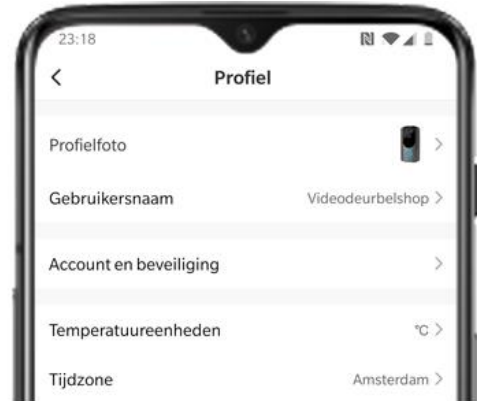 23:18
Profiel
Profielfoto
Gebruikersnaam Videodeurbelshop
Account en beveiliging
Temperatuureenheden °C
Tijdzone Amsterdam